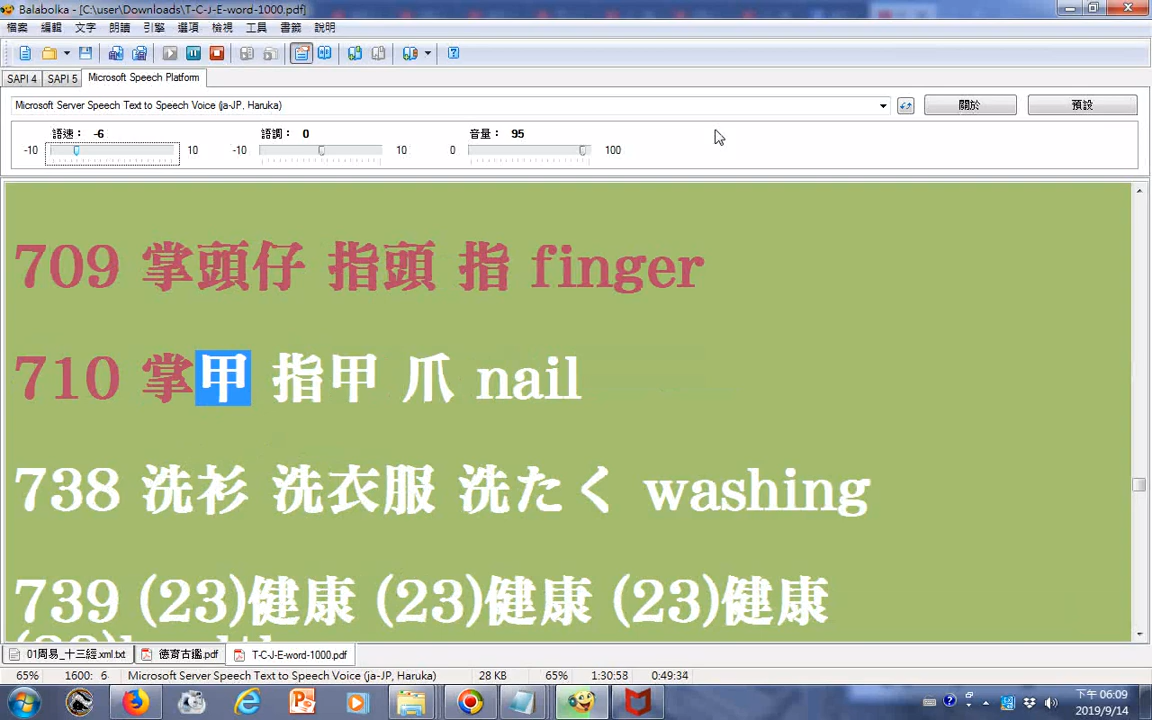 Balabolka - [C:\user\Downloads\T-C-J-E-word-1000.pdf]
檔案 編輯 文字 朗讀 引擎 選項 檢視 工具 書籤 說明
SAPI 4 SAPI 5 Microsoft Speech Platform
Microsoft Server Speech Text to Speech Voice (ja-JP, Haruka) 關於 預設
語速： -6 語調： 0 音量： 95
-10 10 -10 10 0 100
709 掌頭仔 指頭 指 finger
710 掌甲 指甲 爪 nail
738 洗衫 洗衣服 洗たく washing
739 (23)健康 (23)健康 (23)健康
01周易_十三經.xml.txt 德育古鑑.pdf T-C-J-E-word-1000.pdf
65% 1600: 6 Microsoft Server Speech Text to Speech Voice (ja-JP, Haruka) 28 KB 65% 1:30:58 0:49:34
下午 06:09
2019/9/14